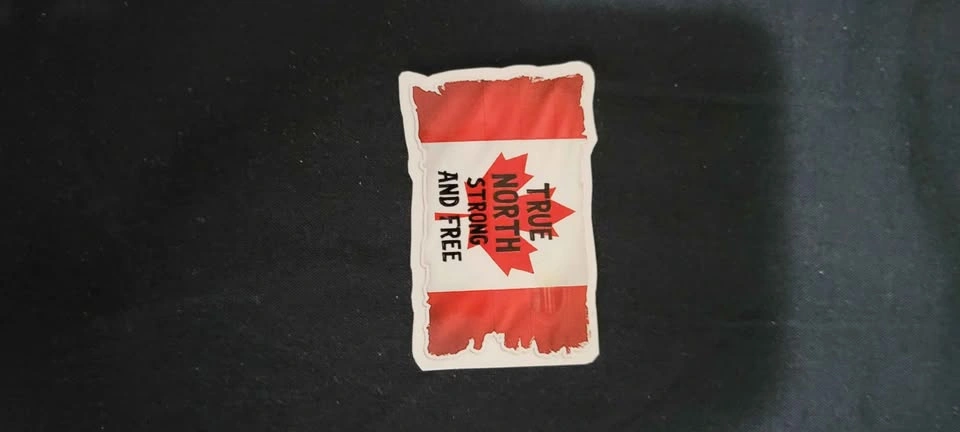 TRUE
NORTH
STRONG
AND FREE